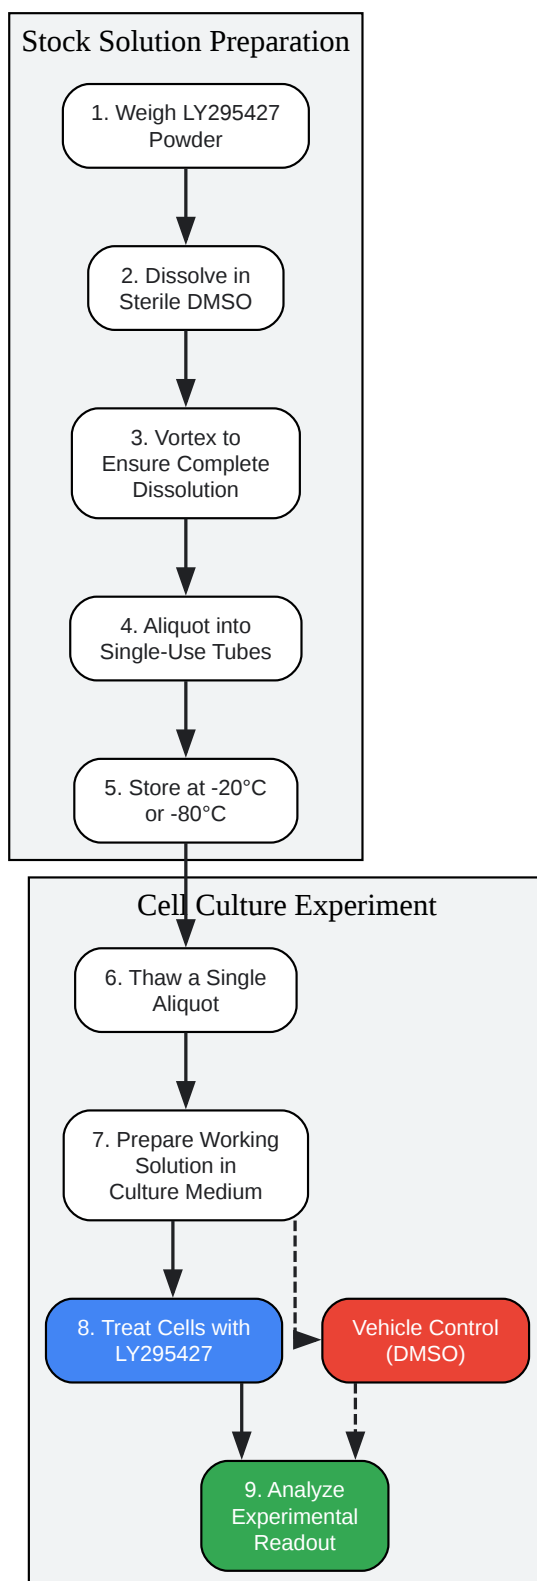 Stock Solution Preparation
1. Weigh LY295427
Powder
2. Dissolve in
Sterile DMSO
3. Vortex to
Ensure Complete
Dissolution
4. Aliquot into
Single-Use Tubes
5. Store at -20°C
or -80°C
Cell Culture Experiment
6. Thaw a Single
Aliquot
7. Prepare Working
Solution in
Culture Medium
8. Treat Cells with
LY295427
Vehicle Control
(DMSO)
9. Analyze
Experimental
Readout